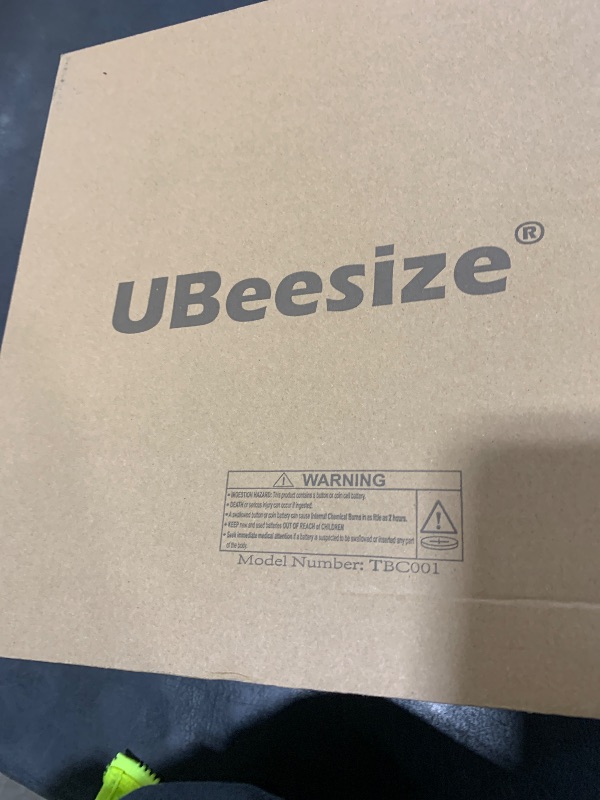 UBeesize®
⚠ WARNING
• INGESTION HAZARD: This product contains a button or coin cell battery.
• DEATH or serious injury can occur if ingested.
• A swallowed button or coin battery can cause Internal Chemical Burns in as little as 2 hours.
• KEEP new and used batteries OUT OF REACH of CHILDREN
• Seek immediate medical attention if a battery is suspected to be swallowed or inserted any part
of the body.
Model Number: TBC001